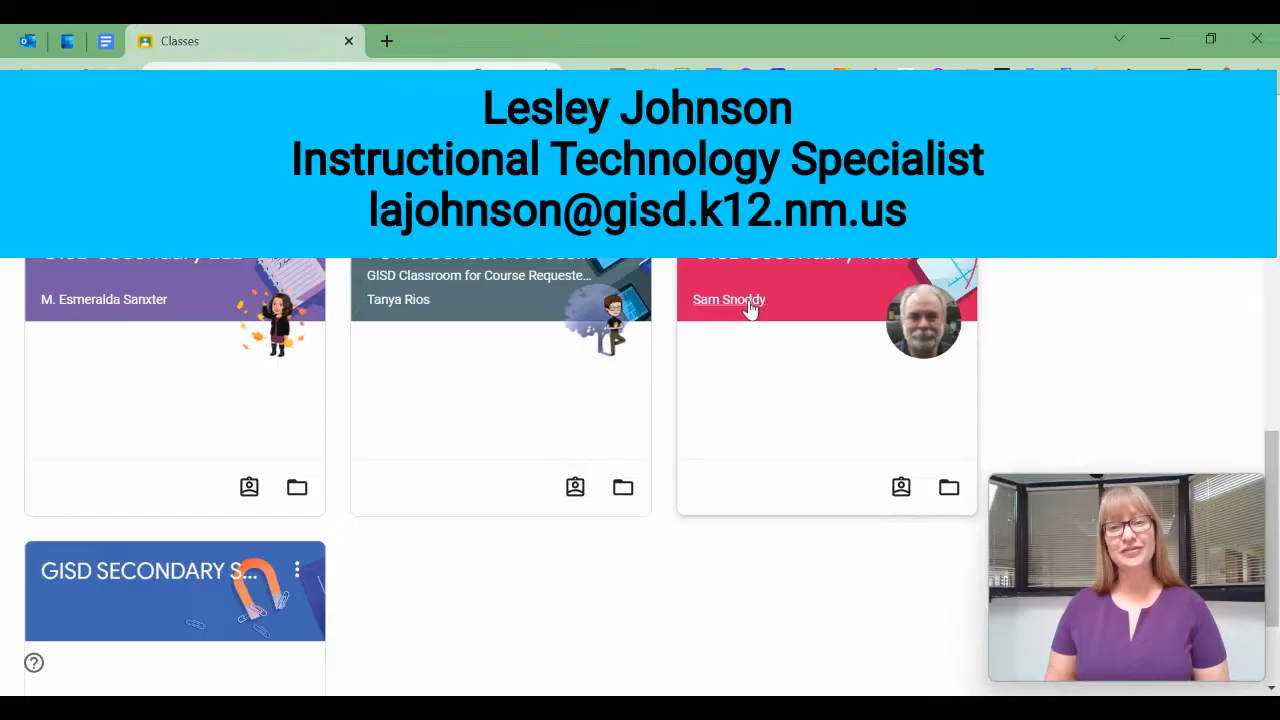 Classes
Lesley Johnson
Instructional Technology Specialist
lajohnson@gisd.k12.nm.us
GISD Classroom for Course Requeste...
M. Esmeralda Sanxter
Tanya Rios
Sam Snoddy
GISD SECONDARY S...